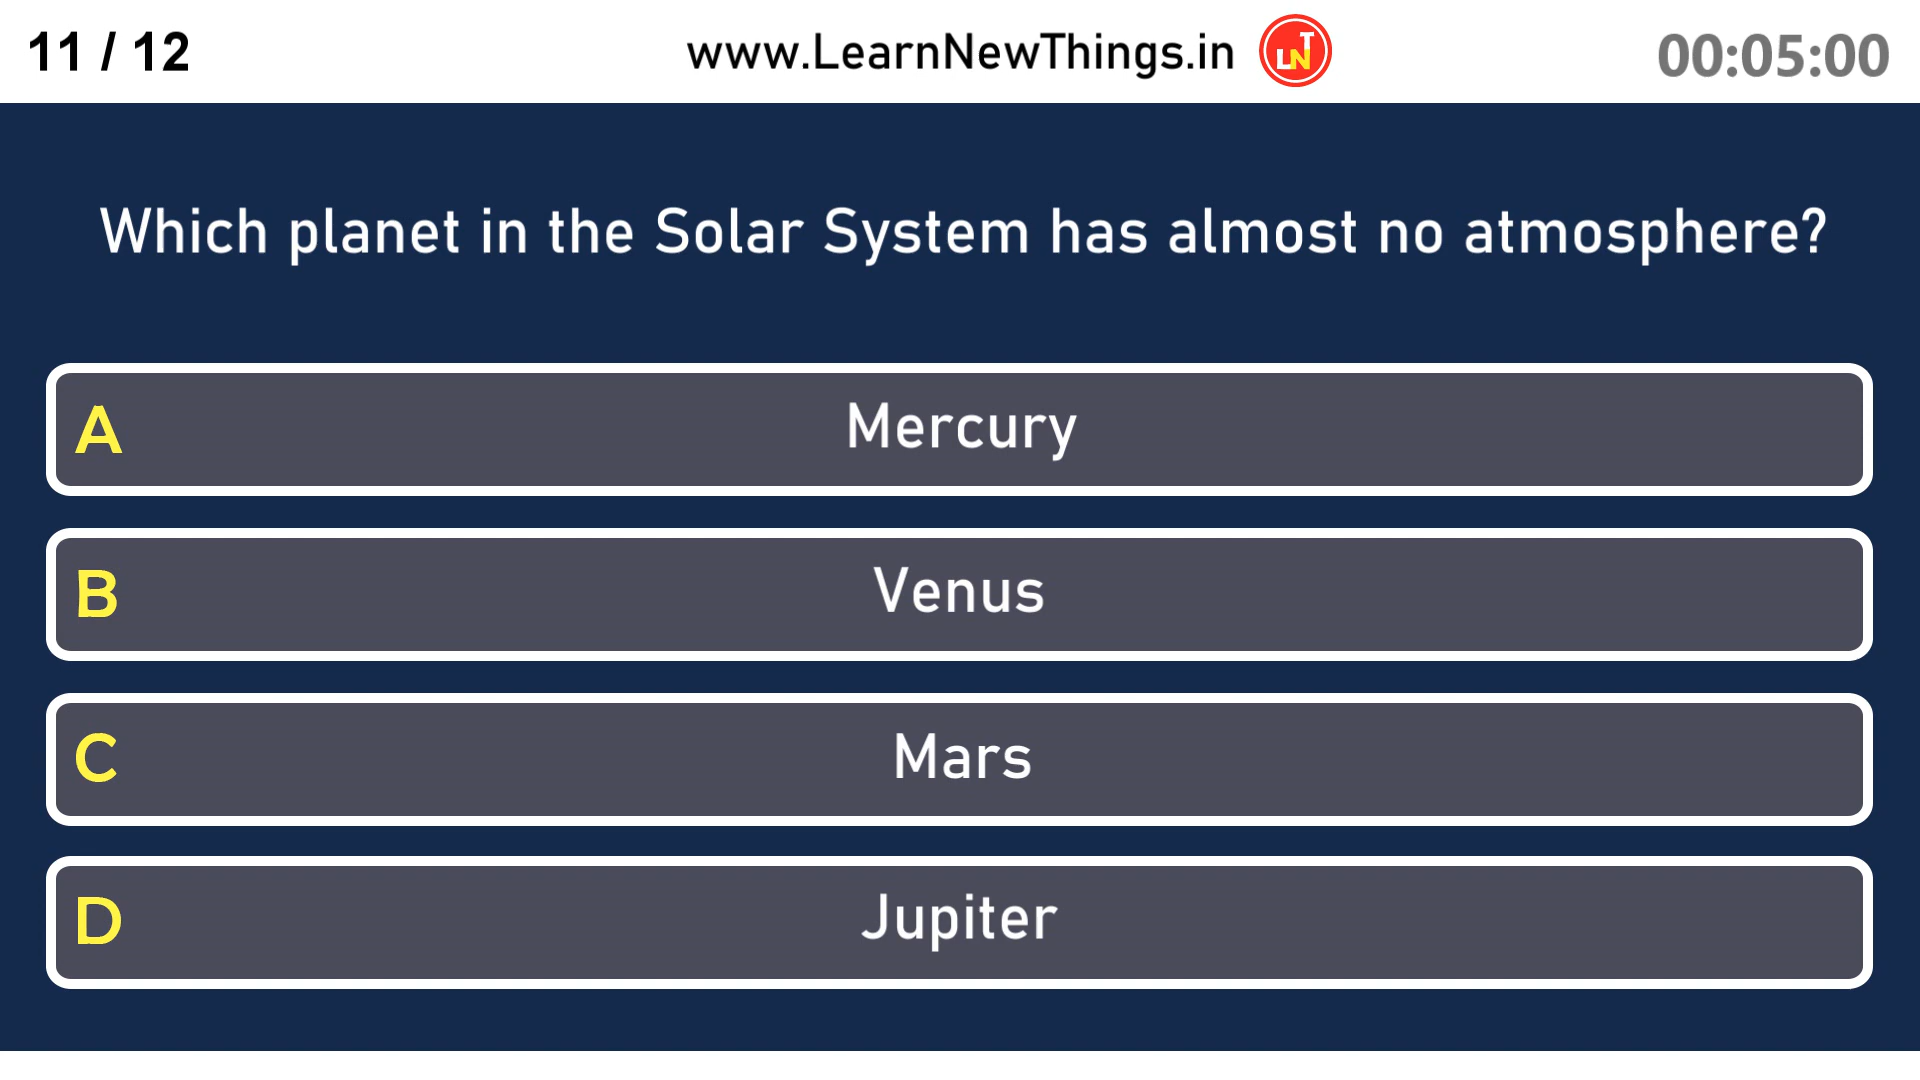 11 / 12
www.LearnNewThings.in
LNT
00:05:00
Which planet in the Solar System has almost no atmosphere?
A Mercury
B Venus
C Mars
D Jupiter